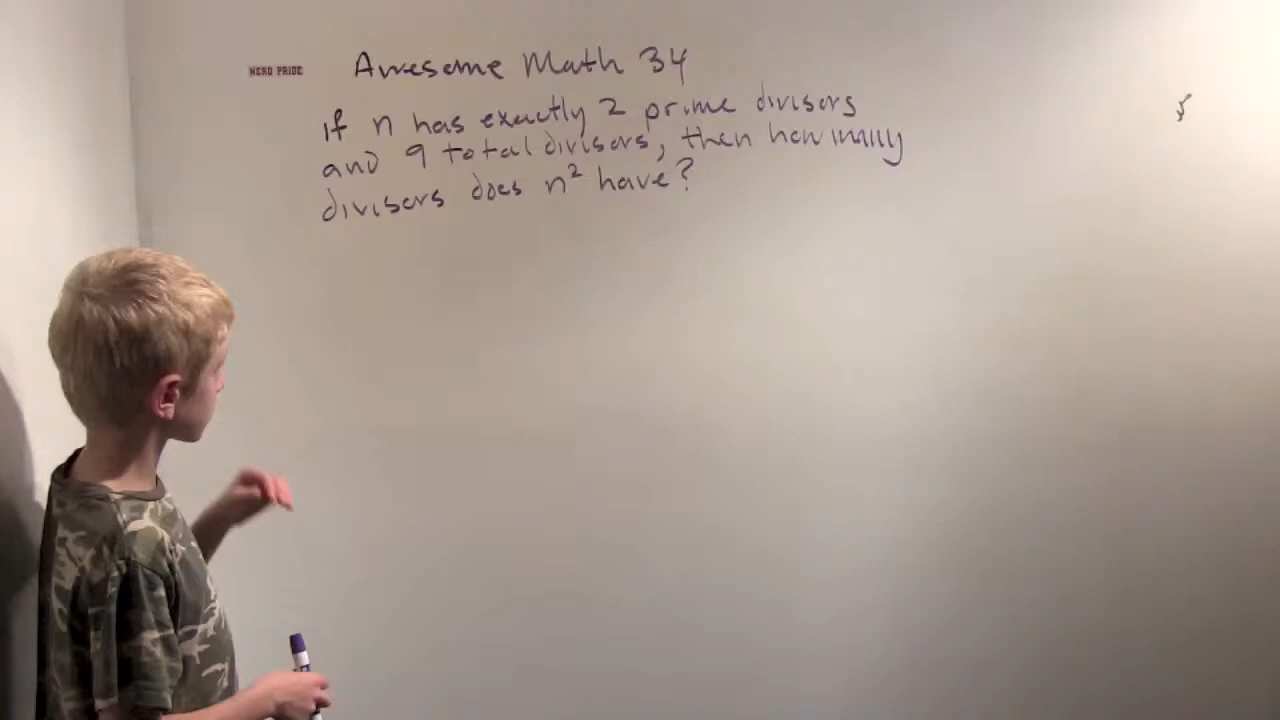 NERD PRIDE
Awesome Math 34
If n has exactly 2 prime divisors
and 9 total divisors, then how many
divisors does n² have?